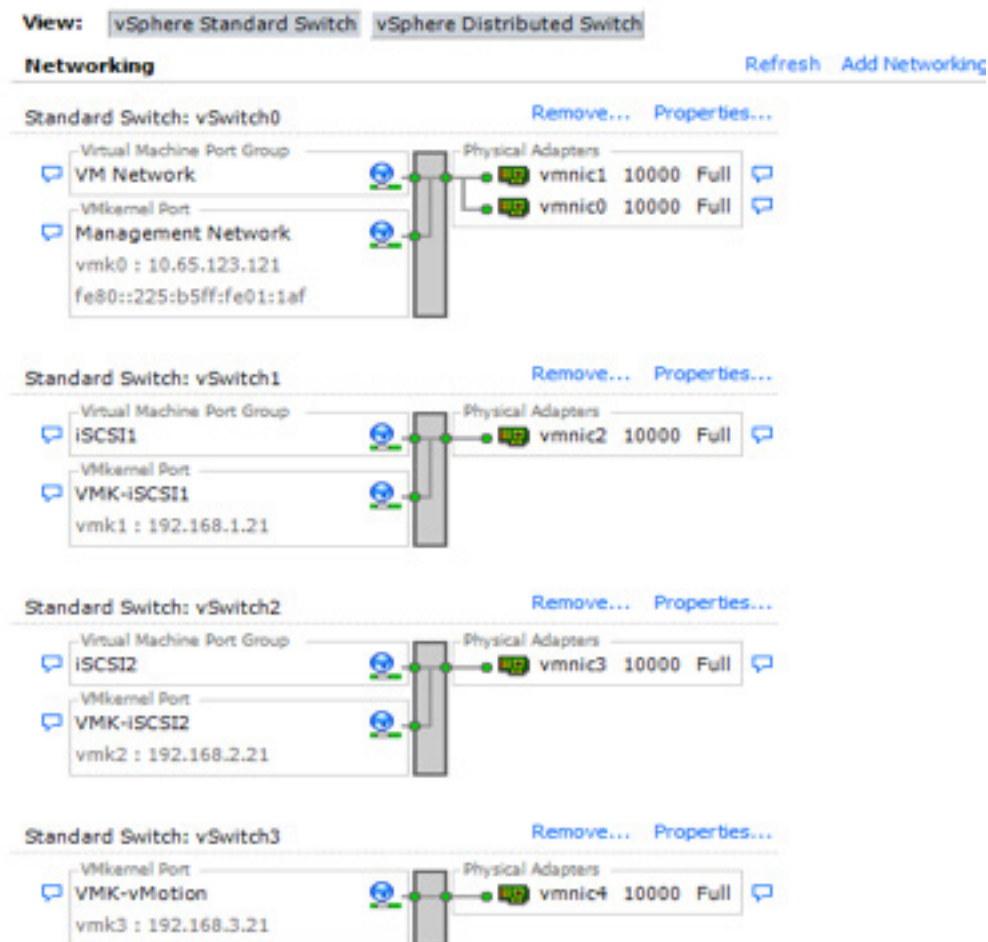 View: vSphere Standard Switch vSphere Distributed Switch
Networking Refresh Add Networking
Standard Switch: vSwitch0 Remove... Properties...
Virtual Machine Port Group Physical Adapters
VM Network vmnic1 10000 Full
vmnic0 10000 Full
VMkernel Port
Management Network
vmk0 : 10.65.123.121
fe80::225:b5ff:fe01:1af
Standard Switch: vSwitch1 Remove... Properties...
Virtual Machine Port Group Physical Adapters
iSCSI1 vmnic2 10000 Full
VMkernel Port
VMK-iSCSI1
vmk1 : 192.168.1.21
Standard Switch: vSwitch2 Remove... Properties...
Virtual Machine Port Group Physical Adapters
iSCSI2 vmnic3 10000 Full
VMkernel Port
VMK-iSCSI2
vmk2 : 192.168.2.21
Standard Switch: vSwitch3 Remove... Properties...
VMkernel Port Physical Adapters
VMK-vMotion vmnic4 10000 Full
vmk3 : 192.168.3.21